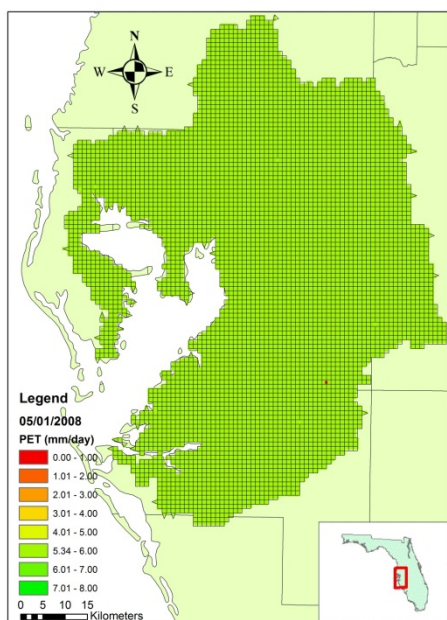 N
W E
S
Legend
05/01/2008
PET (mm/day)
0.00 - 1.00
1.01 - 2.00
2.01 - 3.00
3.01 - 4.00
4.01 - 5.00
5.34 - 6.00
6.01 - 7.00
7.01 - 8.00
0 5 10 15
Kilometers